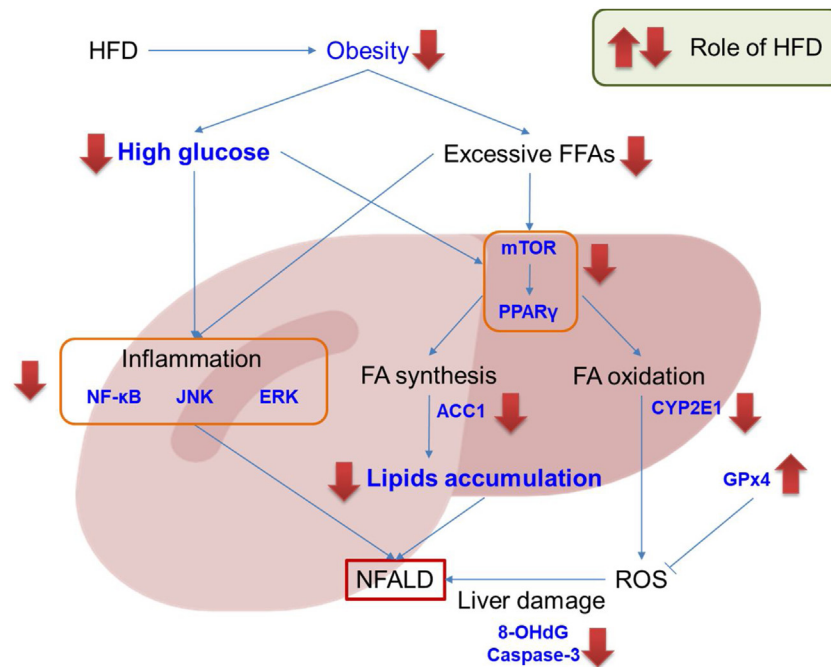 HFD
Obesity
Role of HFD
High glucose
Excessive FFAs
mTOR
PPARγ
Inflammation
NF-κB JNK ERK
FA synthesis
ACC1
FA oxidation
CYP2E1
Lipids accumulation
GPx4
NFALD
ROS
Liver damage
8-OHdG
Caspase-3